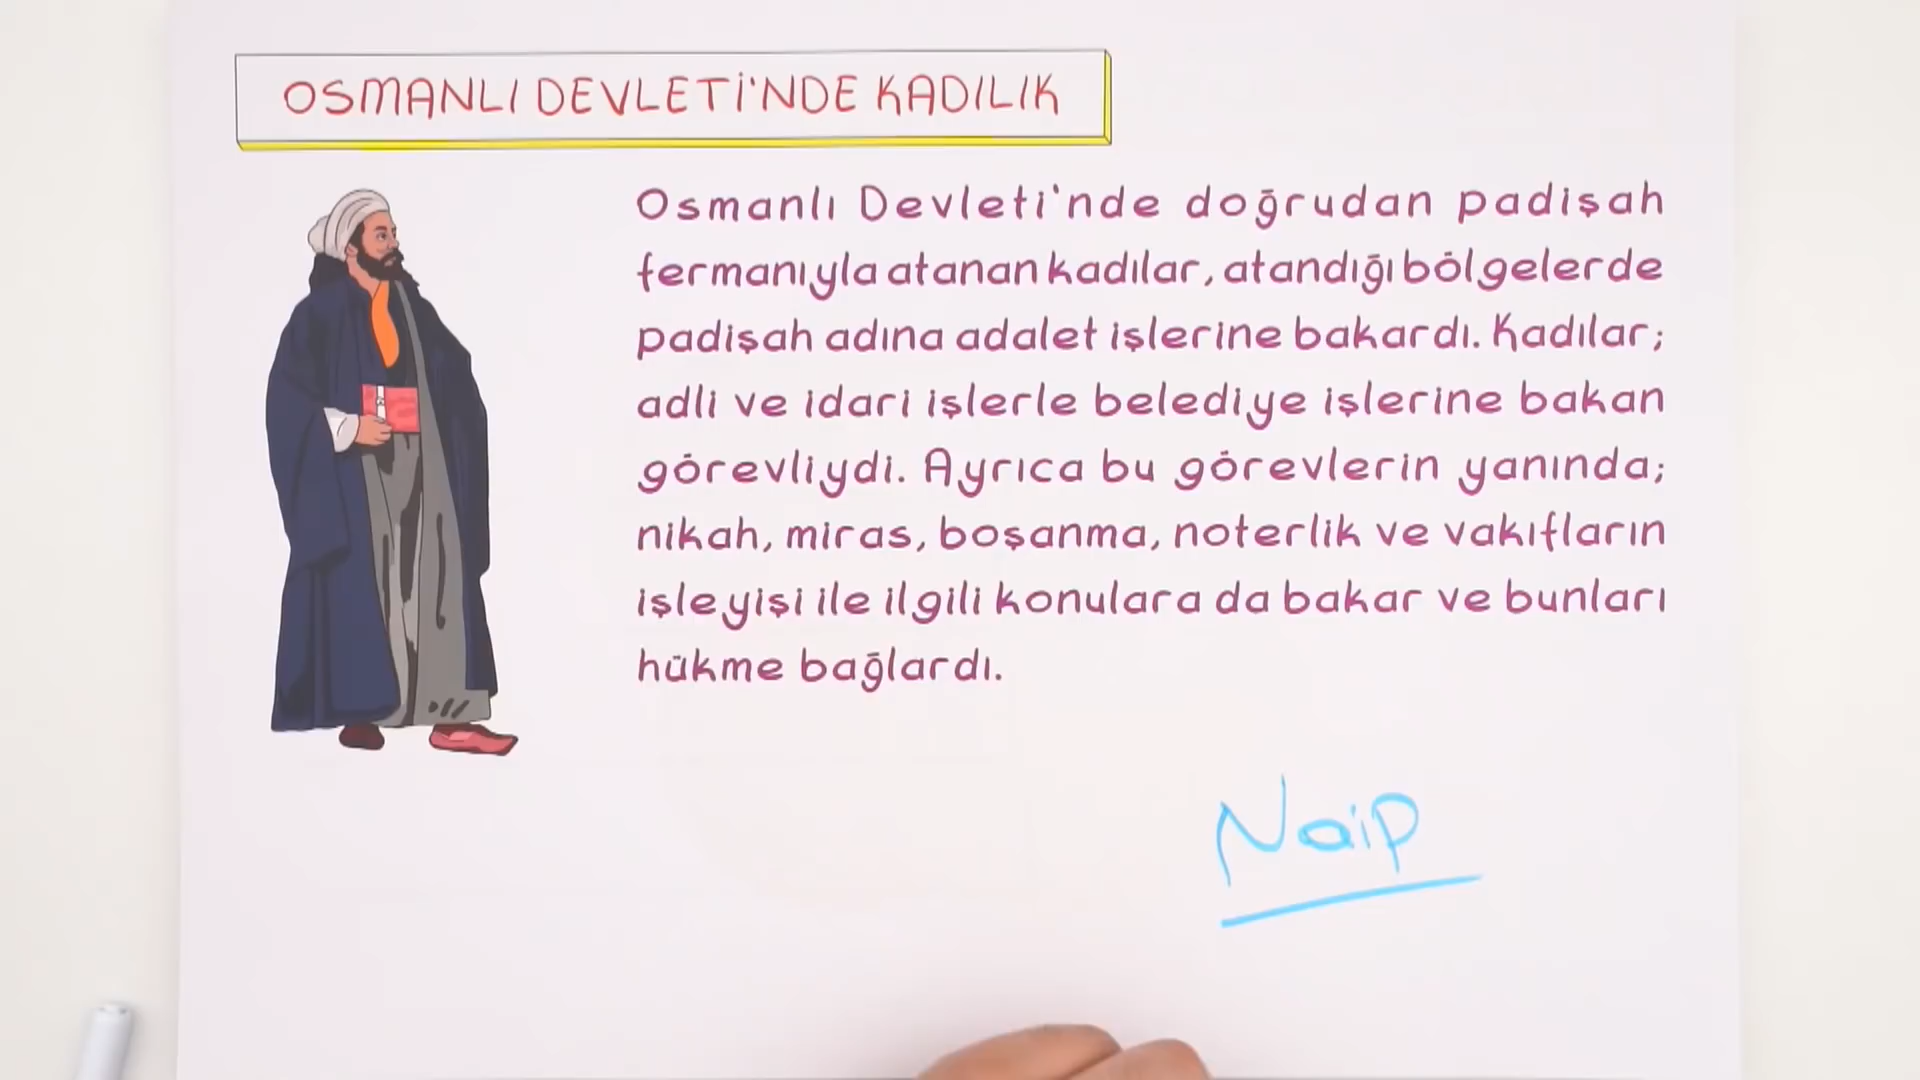 OSMANLI DEVLETİ'NDE KADILIK
Osmanlı Devleti'nde doğrudan padişah
fermanıyla atanan kadılar, atandığı bölgelerde
padişah adına adalet işlerine bakardı. Kadılar;
adli ve idari işlerle belediye işlerine bakan
görevliydi. Ayrıca bu görevlerin yanında;
nikah, miras, boşanma, noterlik ve vakıfların
işleyişi ile ilgili konulara da bakar ve bunları
hükme bağlardı.
Naip